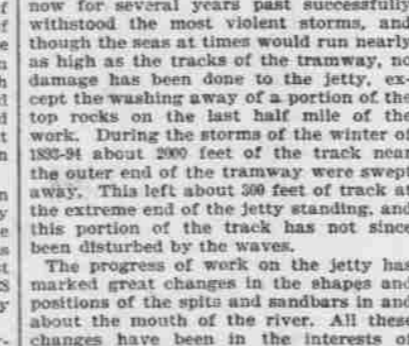 now for several years past successfully
withstood the most violent storms, and
though the seas at times would run nearly
as high as the tracks of the tramway, no
damage has been done to the jetty, ex-
cept the washing away of a portion of the
top rocks on the last half mile of the
work. During the storms of the winter of
1893-94 about 2000 feet of the track near
the outer end of the tramway were swept
away. This left about 300 feet of track at
the extreme end of the jetty standing, and
this portion of the track has not since
been disturbed by the waves.
The progress of work on the jetty has
marked great changes in the shapes and
positions of the spits and sandbars in and
about the mouth of the river. All these
changes have been in the interests of